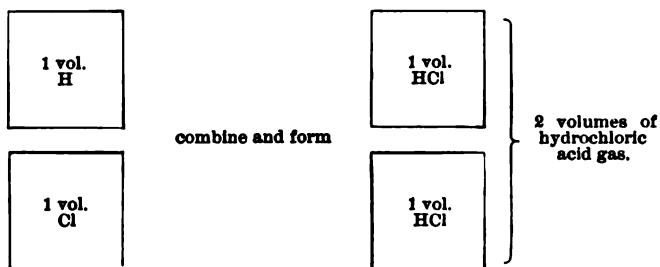 1 vol.
H
1 vol.
Cl
combine and form
1 vol.
HCl
1 vol.
HCl
2 volumes of
hydrochloric
acid gas.